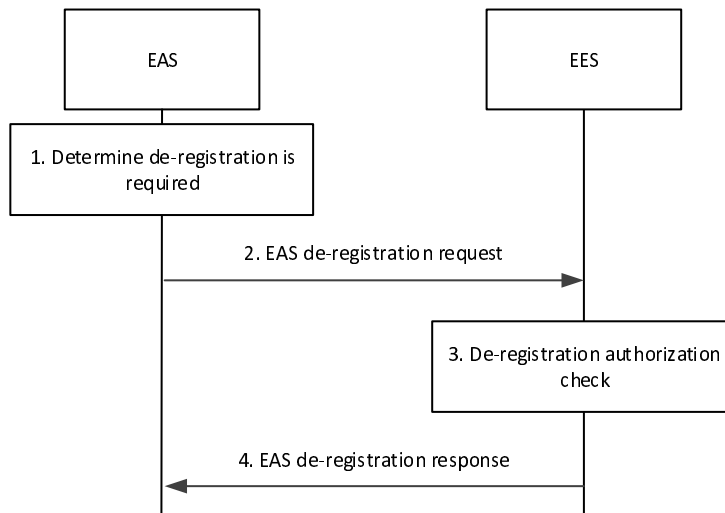 EAS
EES
1. Determine de-registration is
required
2. EAS de-registration request
3. De-registration authorization
check
4. EAS de-registration response